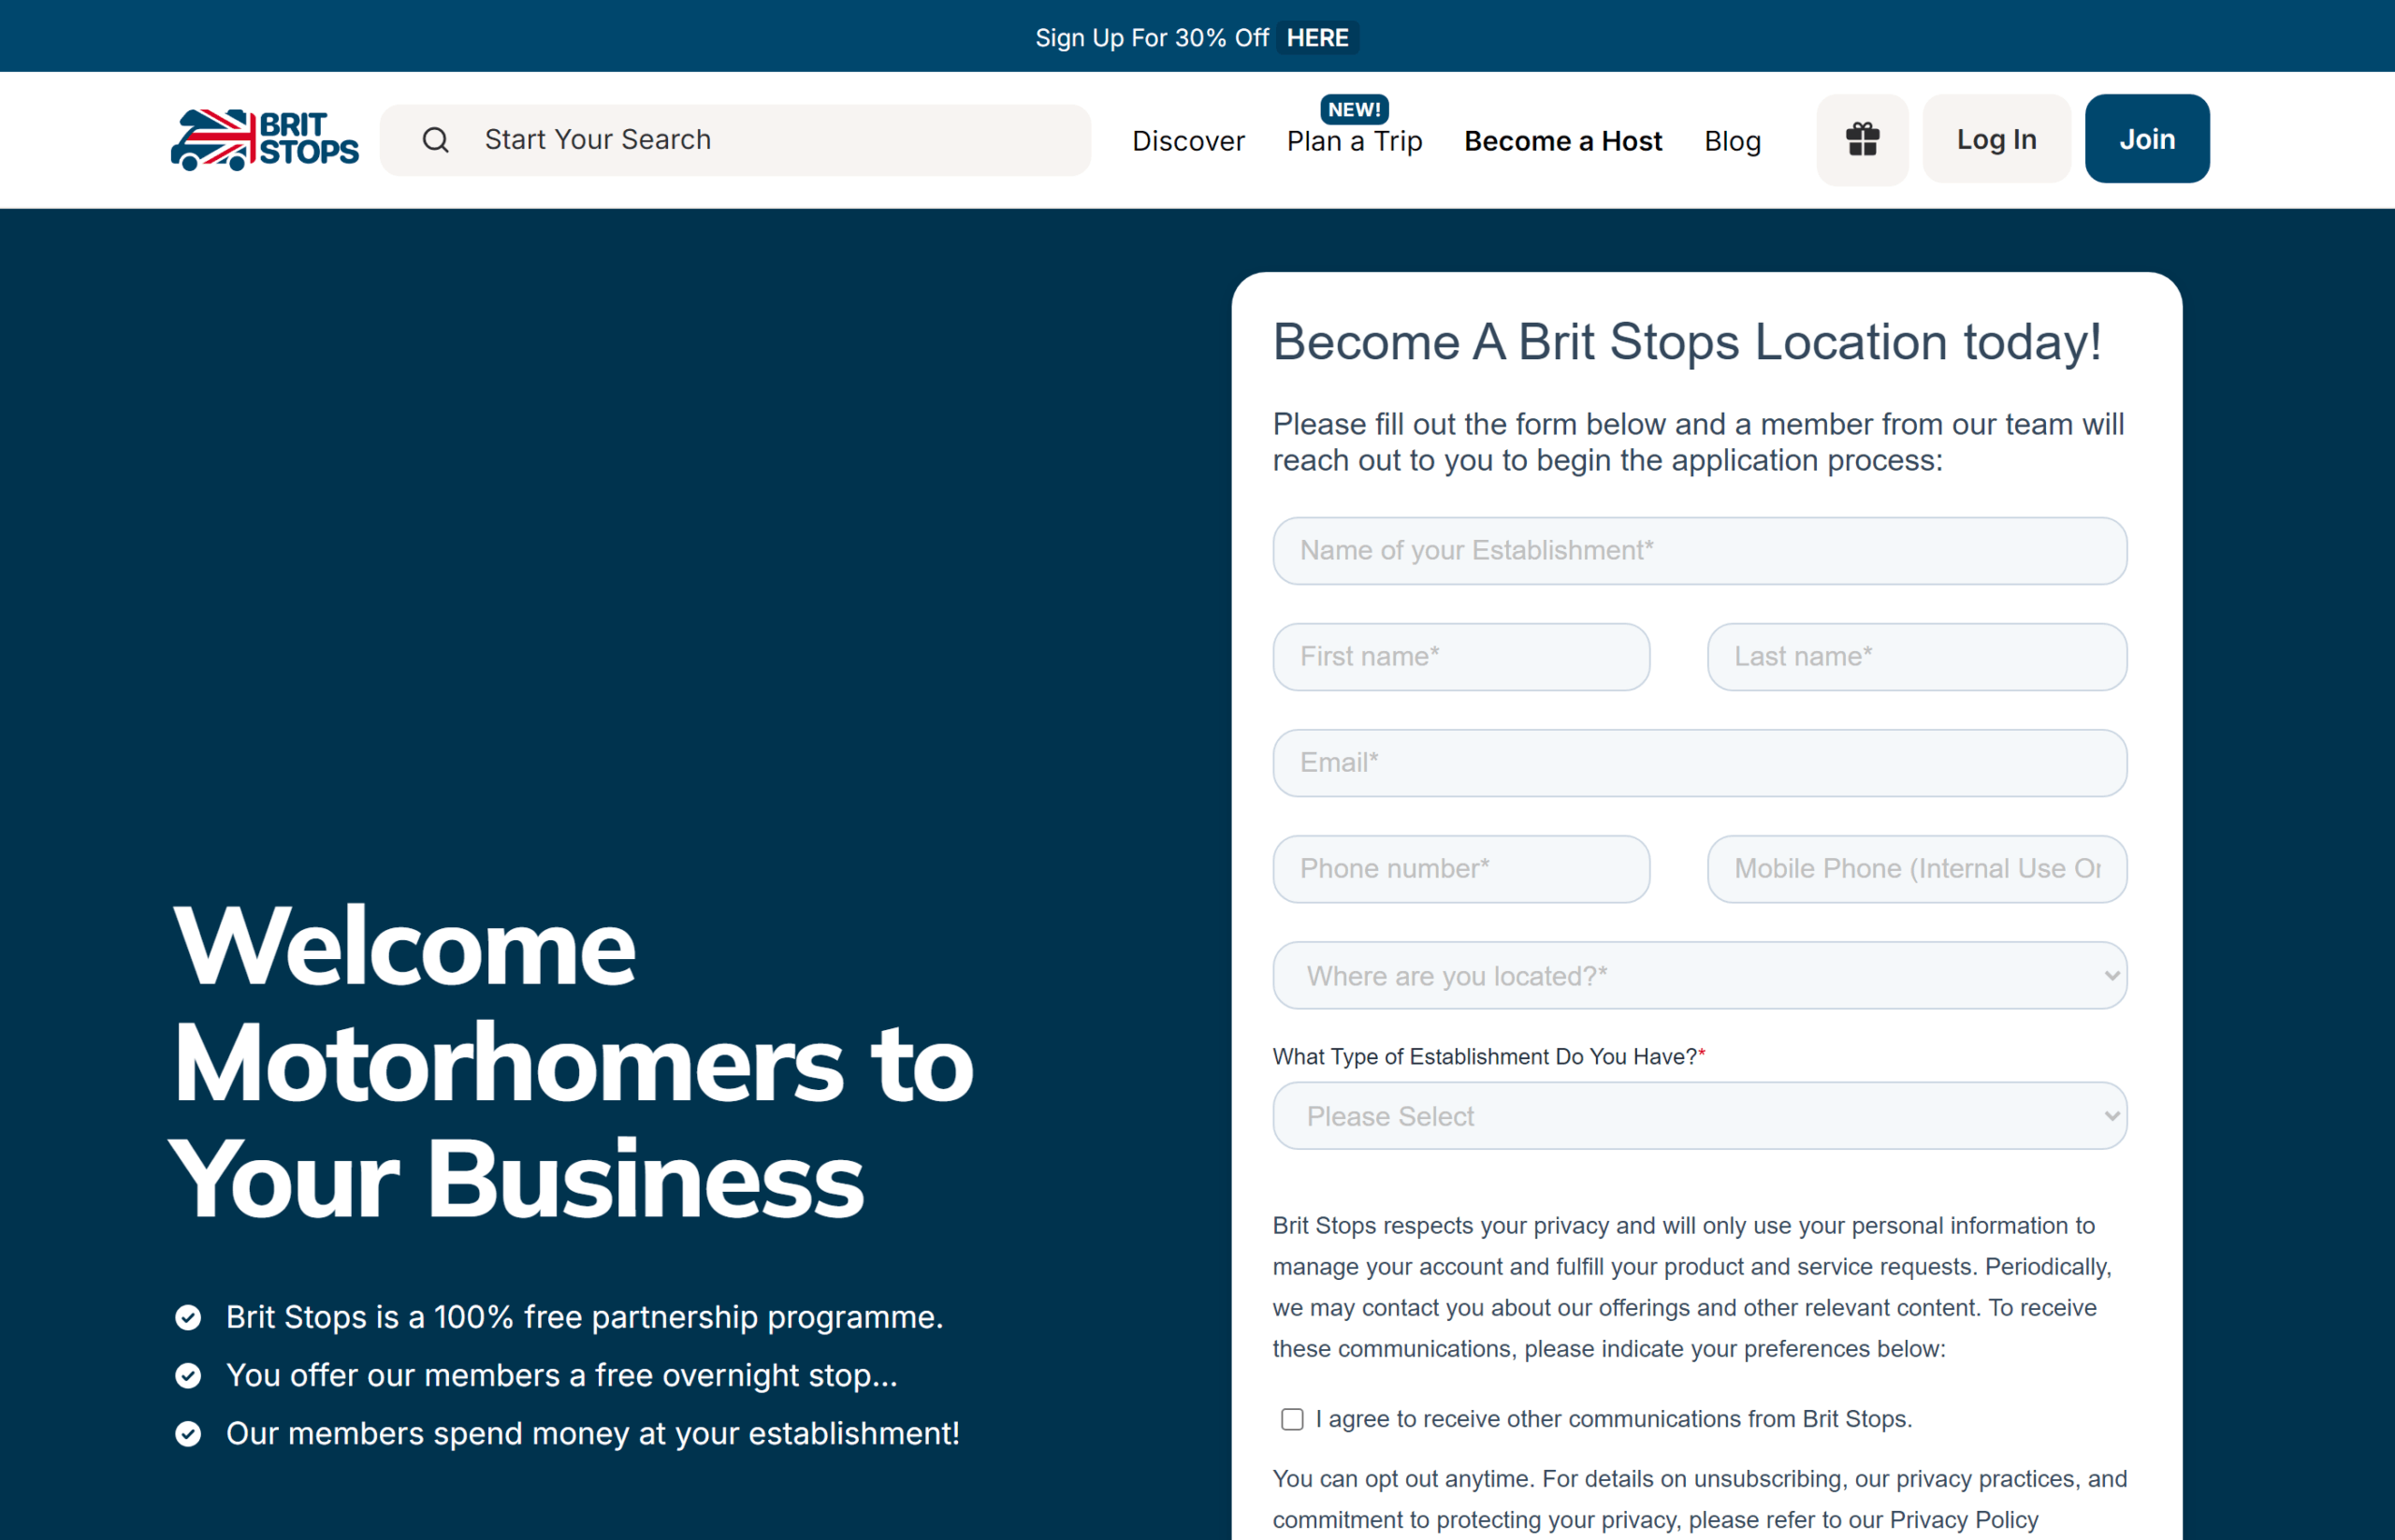 Sign Up For 30% Off HERE
BRIT
STOPS
Start Your Search
Discover
NEW!
Plan a Trip
Become a Host
Blog
Log In
Join
Welcome
Motorhomers to
Your Business
Brit Stops is a 100% free partnership programme.
You offer our members a free overnight stop...
Our members spend money at your establishment!
Become A Brit Stops Location today!
Please fill out the form below and a member from our team will
reach out to you to begin the application process:
Name of your Establishment*
First name*
Last name*
Email*
Phone number*
Mobile Phone (Internal Use
Where are you located?*
What Type of Establishment Do You Have?*
Please Select
Brit Stops respects your privacy and will only use your personal information to
manage your account and fulfill your product and service requests. Periodically,
we may contact you about our offerings and other relevant content. To receive
these communications, please indicate your preferences below:
I agree to receive other communications from Brit Stops.
You can opt out anytime. For details on unsubscribing, our privacy practices, and
commitment to protecting your privacy, please refer to our Privacy Policy